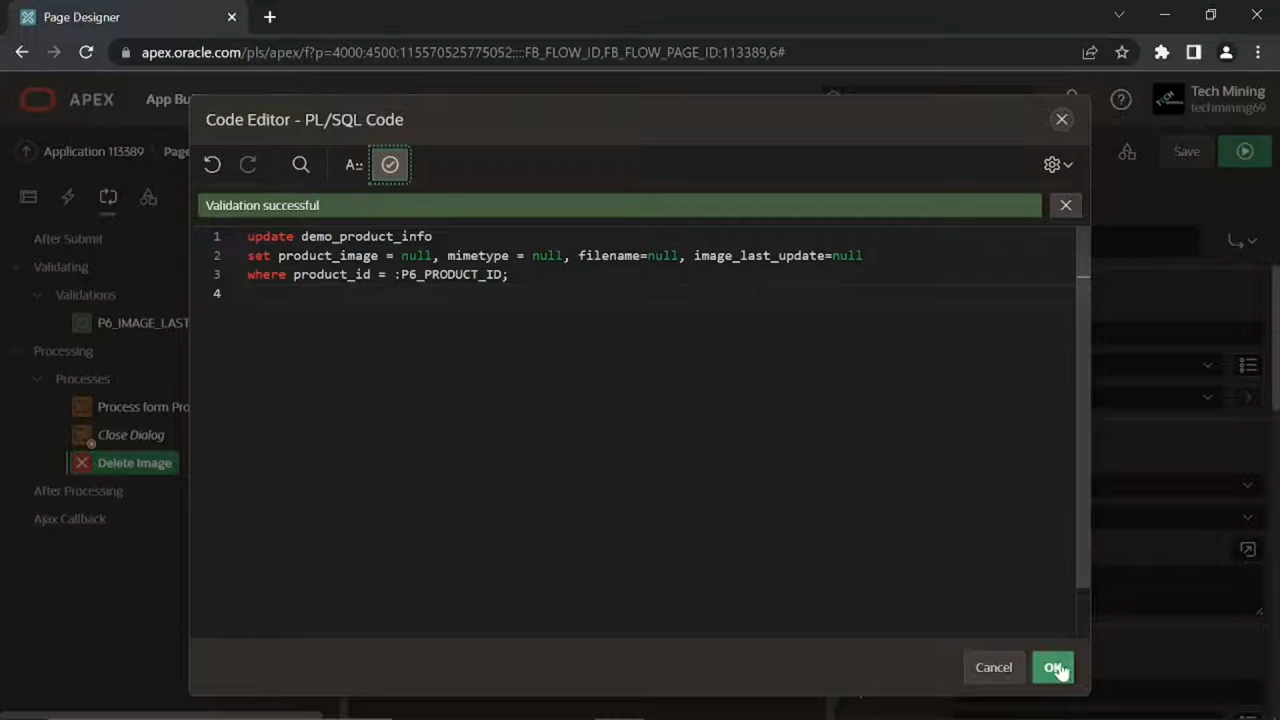 Page Designer
apex.oracle.com/pls/apex/f?p=4000:4500:115570525775052::::FB_FLOW_ID,FB_FLOW_PAGE_ID:113389,6#
APEX
App Bu
Tech Mining
techmining69
Code Editor - PL/SQL Code
Application 113389
Page
Save
Validation successful
After Submit
Validating
Validations
P6_IMAGE_LAST
Processing
Processes
Process form Pro
Close Dialog
Delete Image
After Processing
Ajax Callback
1 update demo_product_info
2 set product_image = null, mimetype = null, filename=null, image_last_update=null
3 where product_id = :P6_PRODUCT_ID;
4
Cancel
OK